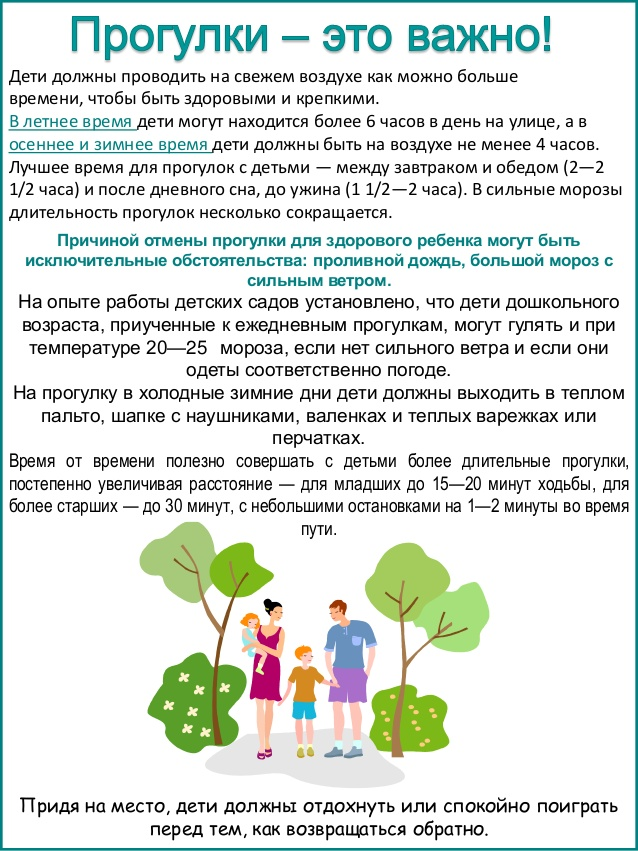 Прогулки – это важно!
Дети должны проводить на свежем воздухе как можно больше
времени, чтобы быть здоровыми и крепкими.
В летнее время дети могут находится более 6 часов в день на улице, а в
осеннее и зимнее время дети должны быть на воздухе не менее 4 часов.
Лучшее время для прогулок с детьми — между завтраком и обедом (2—2
1/2 часа) и после дневного сна, до ужина (1 1/2—2 часа). В сильные морозы
длительность прогулок несколько сокращается.
Причиной отмены прогулки для здорового ребенка могут быть
исключительные обстоятельства: проливной дождь, большой мороз с
сильным ветром.
На опыте работы детских садов установлено, что дети дошкольного
возраста, приученные к ежедневным прогулкам, могут гулять и при
температуре 20—25 мороза, если нет сильного ветра и если они
одеты соответственно погоде.
На прогулку в холодные зимние дни дети должны выходить в теплом
пальто, шапке с наушниками, валенках и теплых варежках или
перчатках.
Время от времени полезно совершать с детьми более длительные прогулки,
постепенно увеличивая расстояние — для младших до 15—20 минут ходьбы, для
более старших — до 30 минут, с небольшими остановками на 1—2 минуты во время
пути.
Придя на место, дети должны отдохнуть или спокойно поиграть
перед тем, как возвращаться обратно.